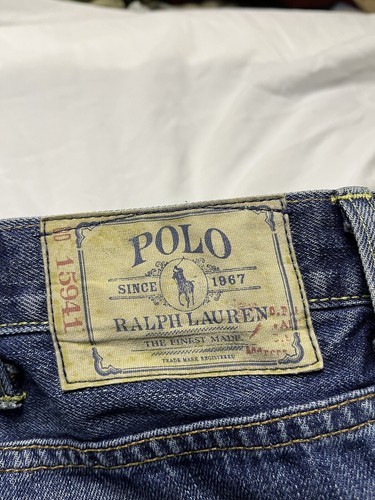 POLO
SINCE 1967
RALPH LAUREN
THE FINEST MADE
TRADE MARK REGISTERED
15941